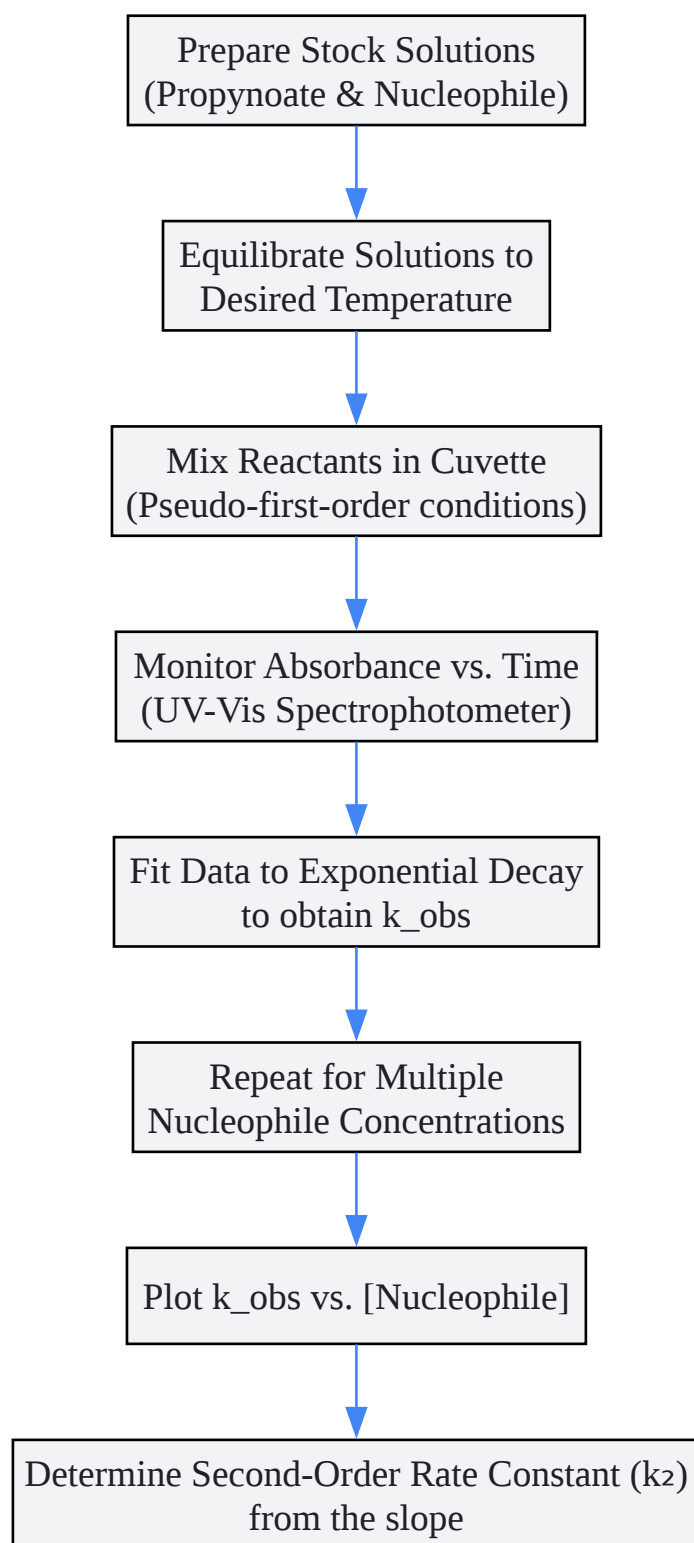 Prepare Stock Solutions
(Propynoate & Nucleophile)
Equilibrate Solutions to
Desired Temperature
Mix Reactants in Cuvette
(Pseudo-first-order conditions)
Monitor Absorbance vs. Time
(UV-Vis Spectrophotometer)
Fit Data to Exponential Decay
to obtain k_obs
Repeat for Multiple
Nucleophile Concentrations
Plot k_obs vs. [Nucleophile]
Determine Second-Order Rate Constant (k₂)
from the slope